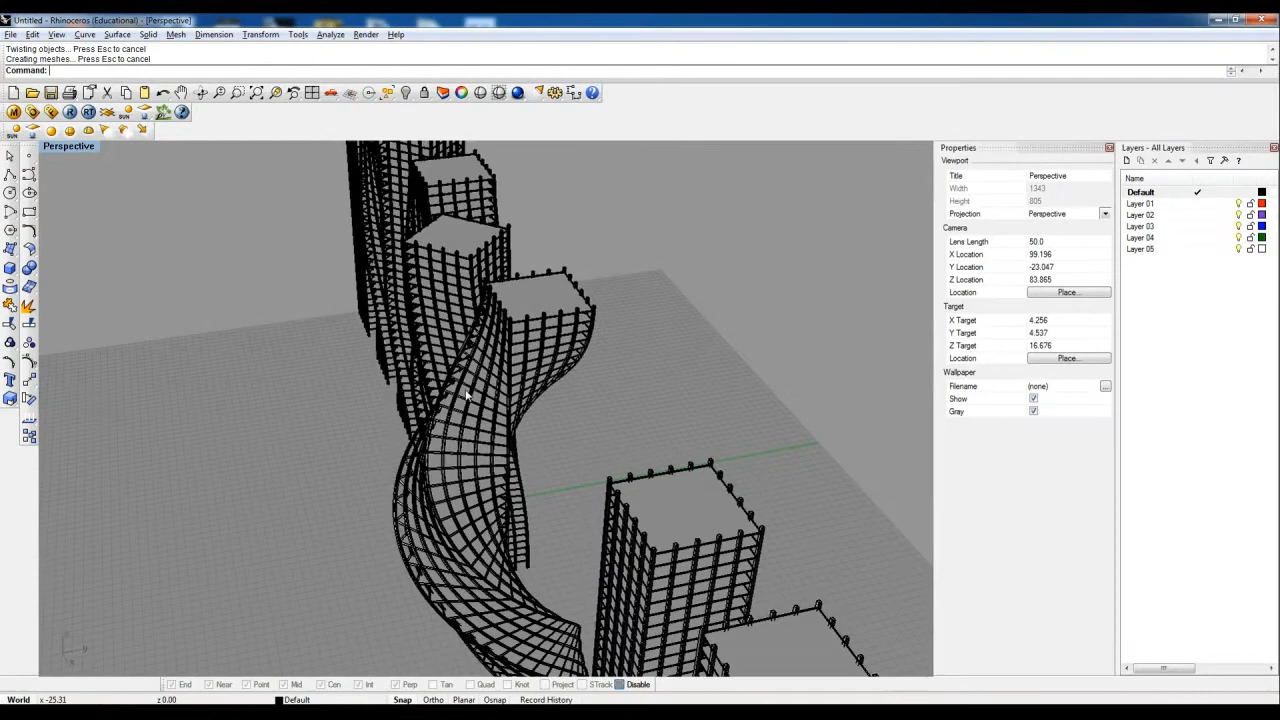 Untitled - Rhinoceros (Educational) - [Perspective]
File Edit View Curve Surface Solid Mesh Dimension Transform Tools Analyze Render Help
Twisting objects... Press Esc to cancel
Creating meshes... Press Esc to cancel
Command:
Perspective
Properties
Viewport
Title Perspective
Width 1343
Height 805
Projection Perspective
Camera
Lens Length 50.0
X Location 99.196
Y Location -23.047
Z Location 83.865
Location Place...
Target
X Target 4.256
Y Target 4.537
Z Target 16.676
Location Place...
Wallpaper
Filename (none) ...
Show
Gray
Layers - All Layers
Name
Default
Layer 01
Layer 02
Layer 03
Layer 04
Layer 05
End Near Point Mid Cen Int Perp Tan Quad Knot Project STrack Disable
World x -25.31 z 0.00 Default Snap Ortho Planar Osnap Record History